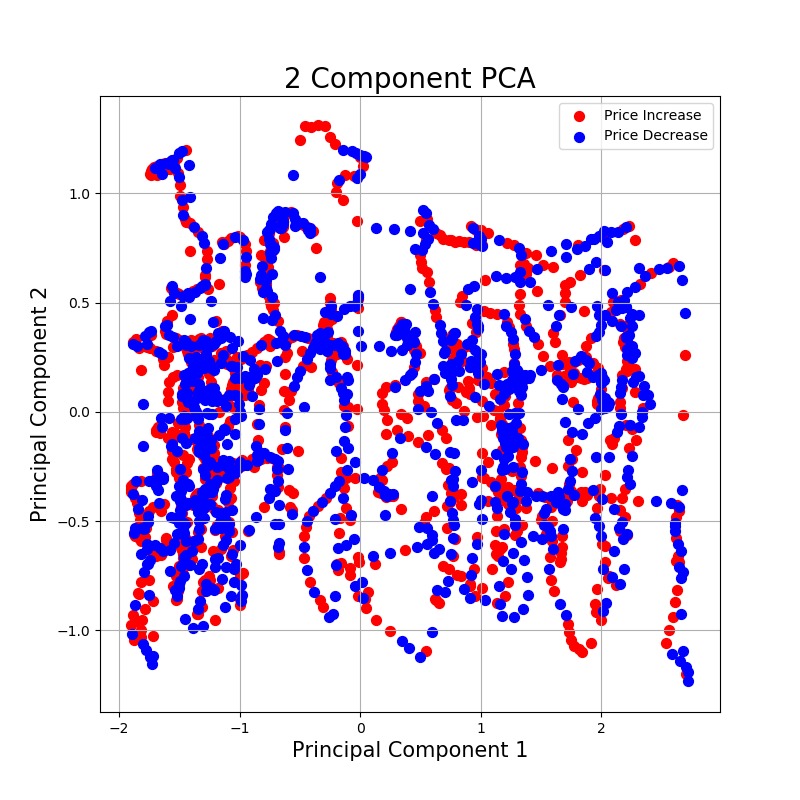 2 Component PCA
Price Increase
Price Decrease
Principal Component 2
1.0
0.5
0.0
−0.5
−1.0
−2
−1
0
1
2
Principal Component 1